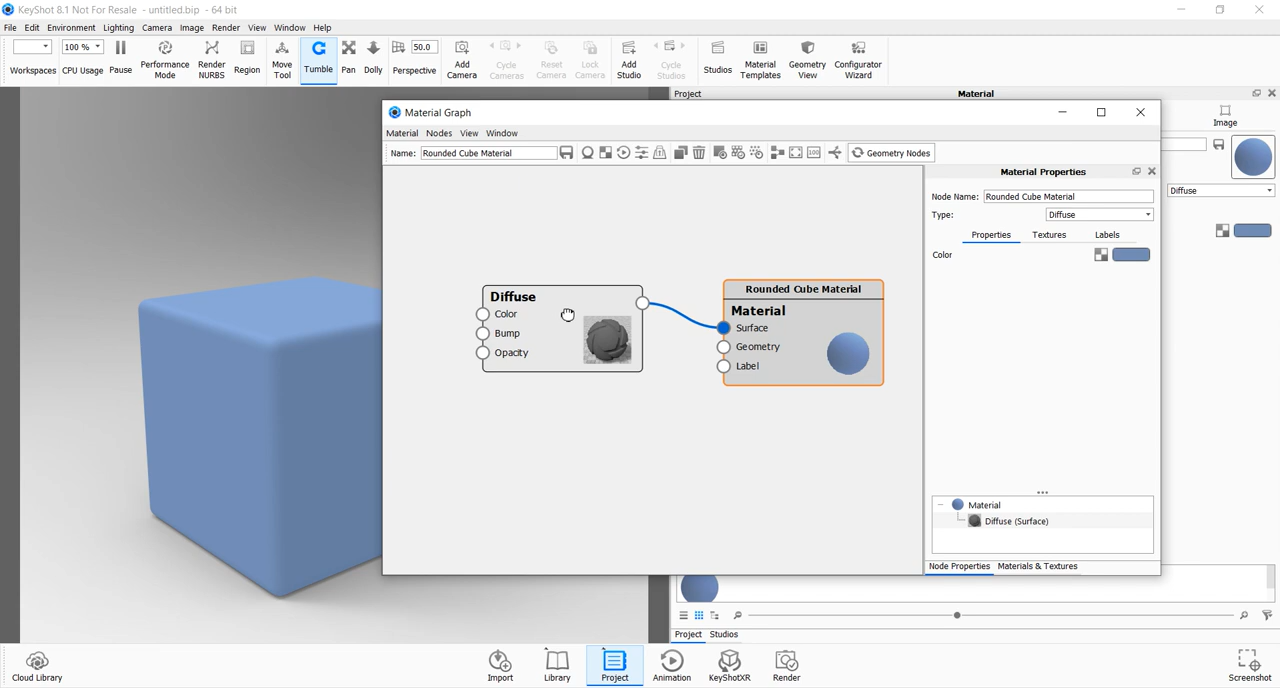 KeyShot 8.1 Not For Resale - untitled.bip - 64 bit
File Edit Environment Lighting Camera Image Render View Window Help
100 %
50.0
Workspaces CPU Usage Pause Performance Mode Render NURBS Region Move Tool Tumble Pan Dolly Perspective Add Camera Cycle Cameras Reset Camera Lock Camera Add Studio Cycle Studios Studios Material Templates Geometry View Configurator Wizard
Project Material
Image
Diffuse
Material Graph
Material Nodes View Window
Name: Rounded Cube Material
100
Geometry Nodes
Material Properties
Node Name: Rounded Cube Material
Type: Diffuse
Properties Textures Labels
Color
Diffuse
Color
Bump
Opacity
Rounded Cube Material
Material
Surface
Geometry
Label
Material
Diffuse (Surface)
Node Properties Materials & Textures
Project Studios
Cloud Library Import Library Project Animation KeyShotXR Render Screenshot